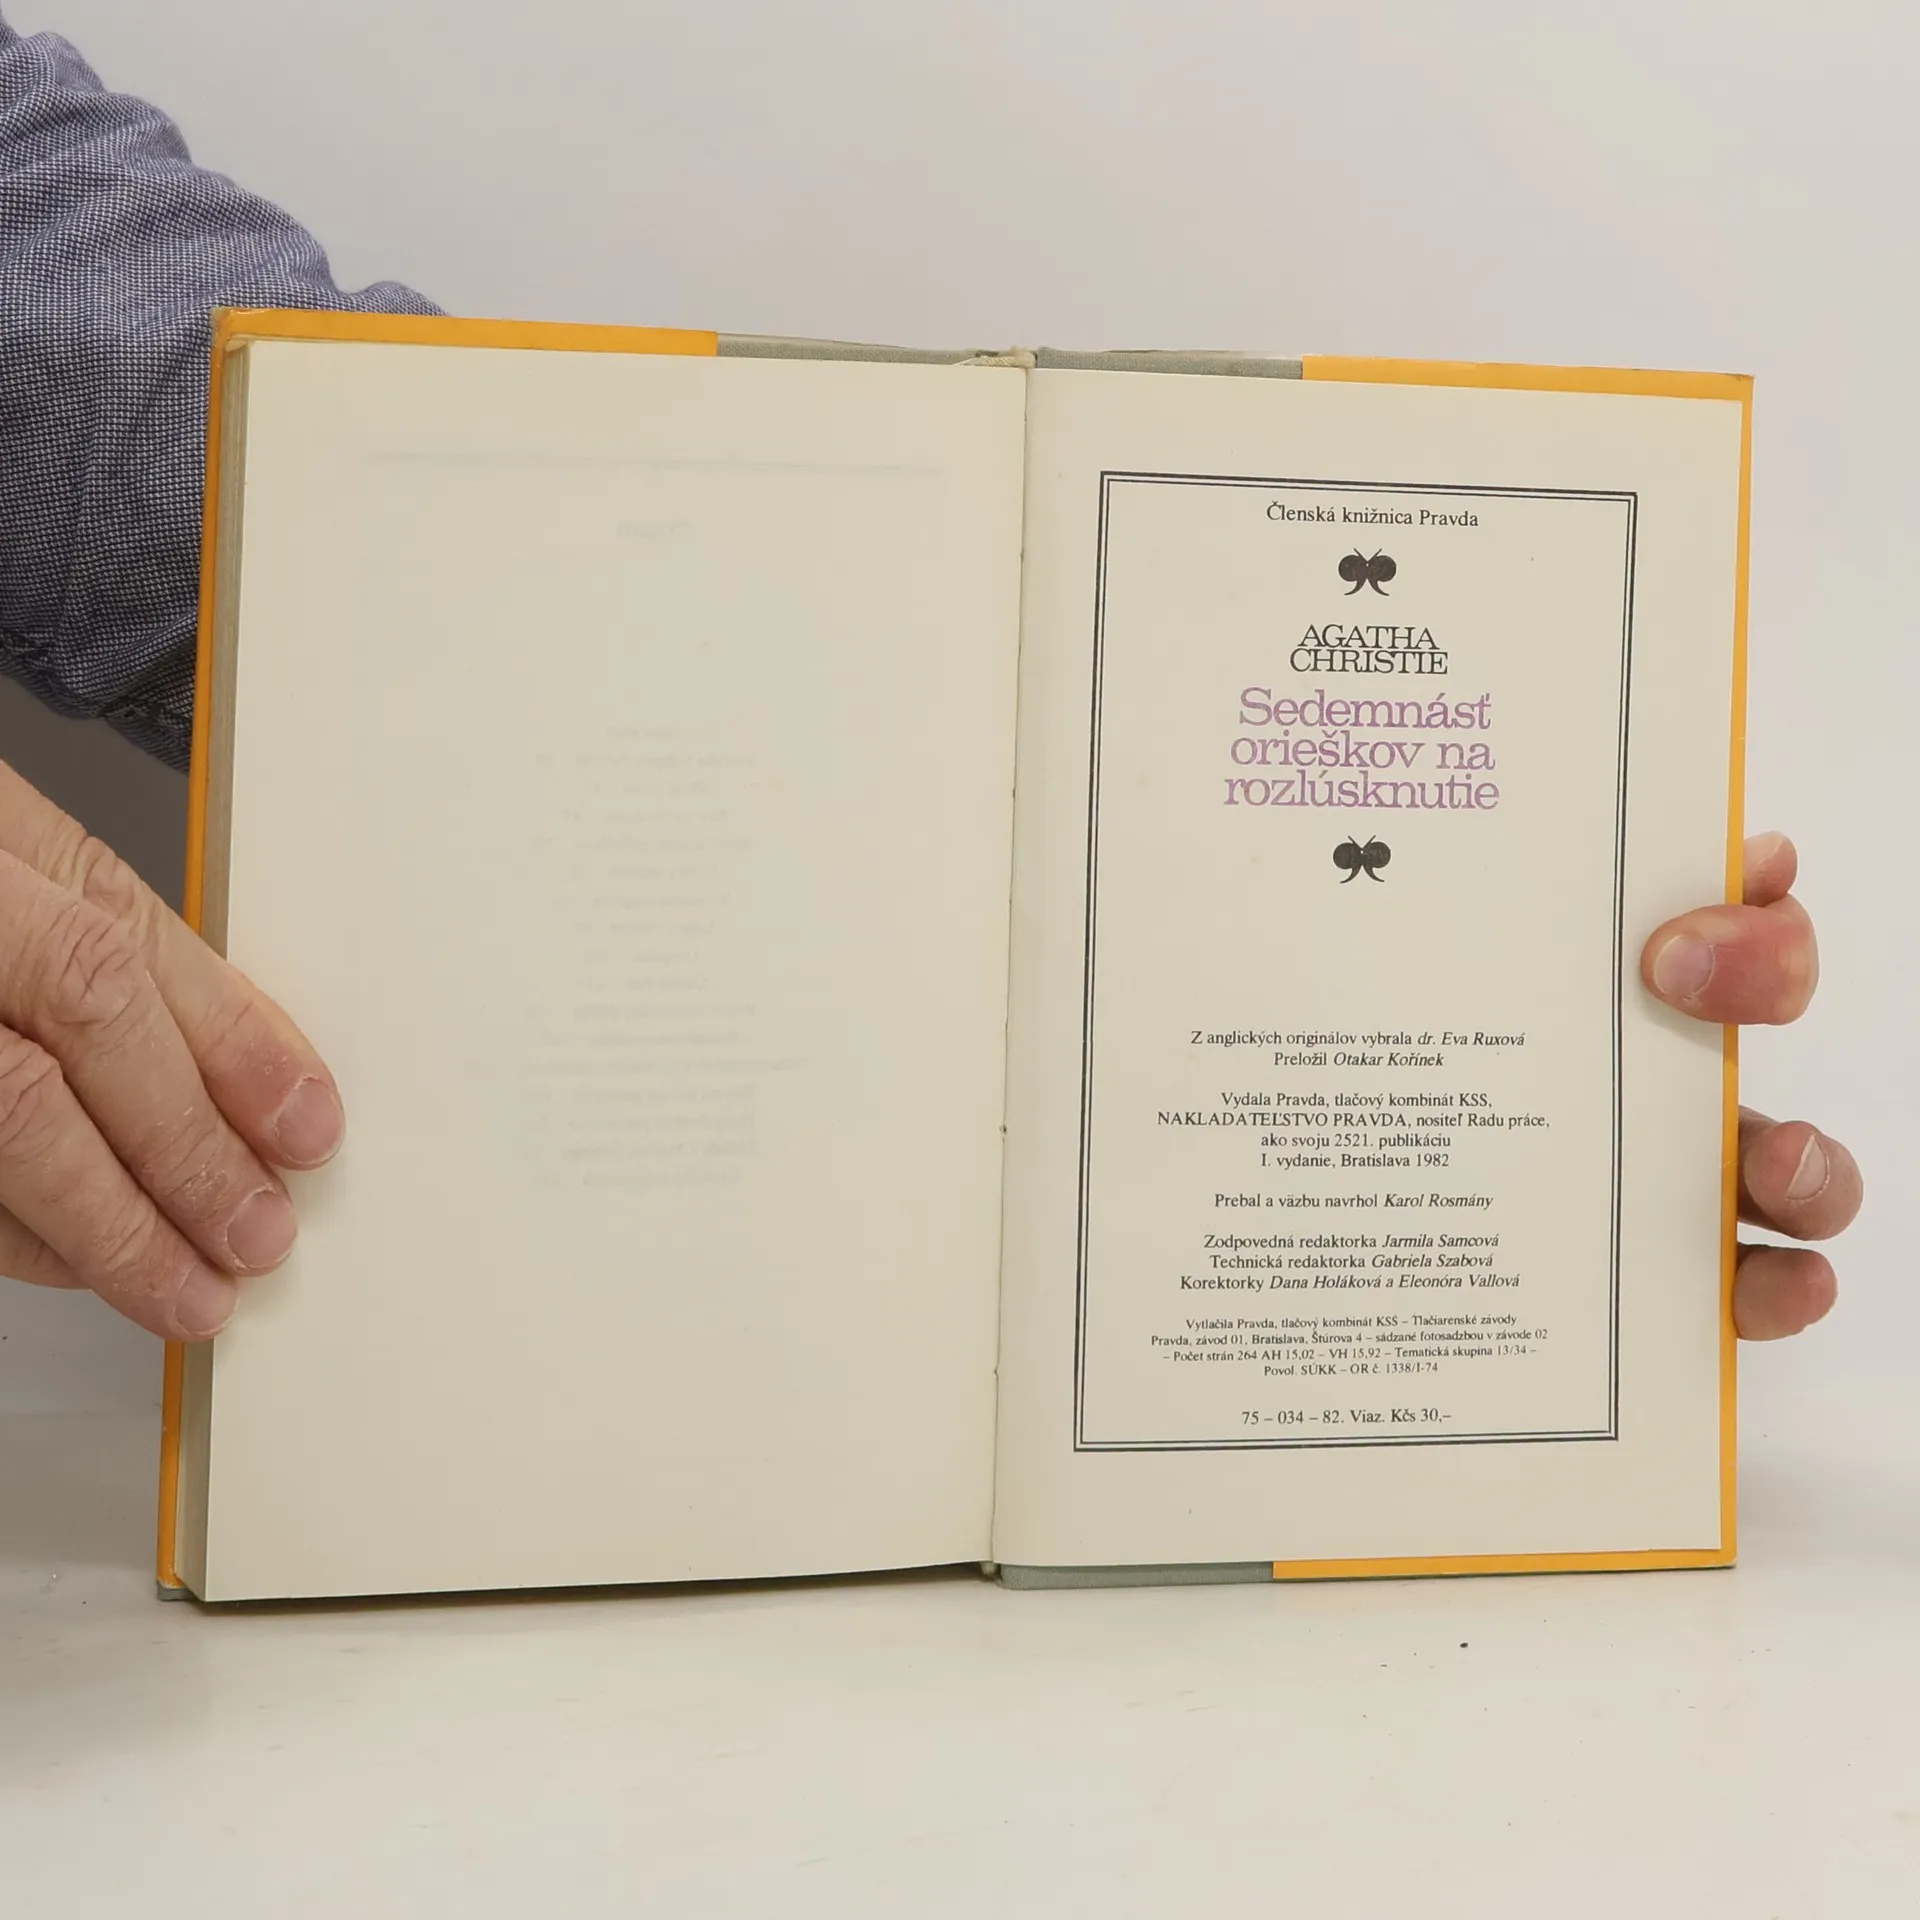 Členská knižnica Pravda
AGATHA
CHRISTIE
Sedemnásť
orieškov na
rozlúsknutie
Z anglických originálov vybrala dr. Eva Ruxová
Preložil Otakar Kořínek
Vydala Pravda, tlačový kombinát KSS,
NAKLADATEĽSTVO PRAVDA, nositeľ Radu práce,
ako svoju 2521. publikáciu
I. vydanie, Bratislava 1982
Prebal a väzbu navrhol Karol Rosmány
Zodpovedná redaktorka Jarmila Samcová
Technická redaktorka Gabriela Szabová
Korektorky Dana Holáková a Eleonóra Vallová
Vytlačila Pravda, tlačový kombinát KSS – Tlačiarenské závody
Pravda, závod 01, Bratislava, Štúrova 4 – sádzané fotosadzbou v závode 02
– Počet strán 264 AH 15,02 – VH 15,92 – Tematická skupina 13/34 –
Povol. SÚKK – OR č. 1338/I-74
75 – 034 – 82. Viaz. Kčs 30,–